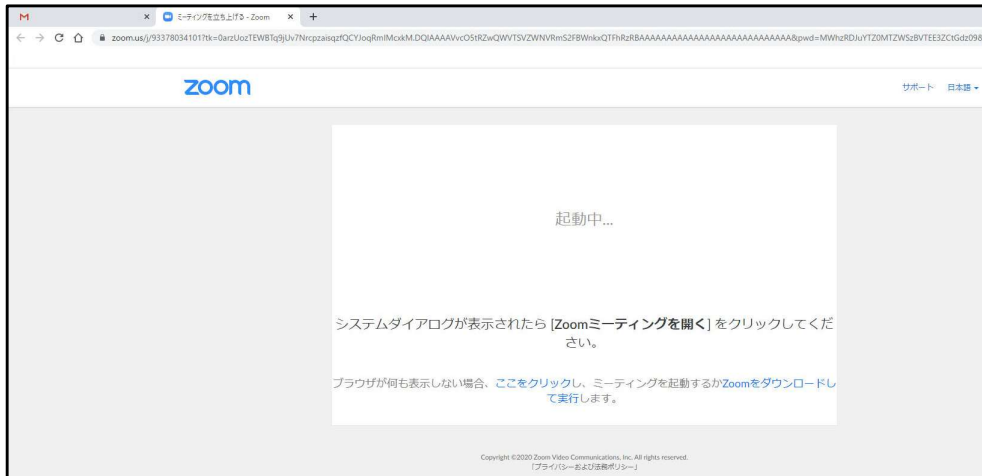 ミーティングを立ち上げる - Zoom
zoom.us/j/93378034101?tk=
zoom
サポート 日本語
起動中...
システムダイアログが表示されたら [Zoomミーティングを開く] をクリックしてくだ
さい。
ブラウザが何も表示しない場合、ここをクリックし、ミーティングを起動するかZoomをダウンロードし
て実行します。
Copyright ©2020 Zoom Video Communications, Inc. All rights reserved.
「プライバシーおよび法務ポリシー」